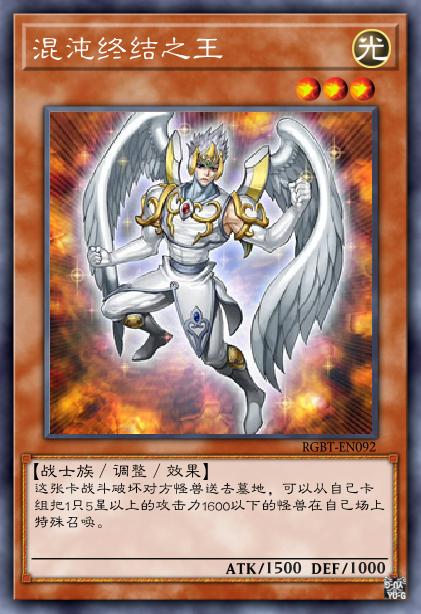 混沌终结之王
光
RGBT-EN092
【战士族／调整／效果】
这张卡战斗破坏对方怪兽送去墓地，可以从自己卡
组把1只5星以上的攻击力1600以下的怪兽在自己场上
特殊召唤。
ATK/1500 DEF/1000